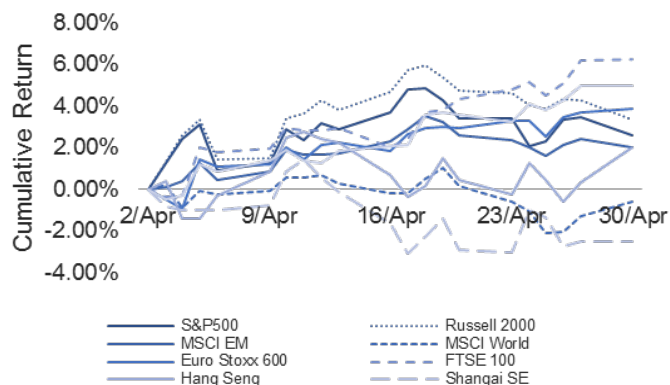 8.00%
6.00%
4.00%
2.00%
0.00%
-2.00%
-4.00%
Cumulative Return
2/Apr 9/Apr 16/Apr 23/Apr 30/Apr
S&P500 Russell 2000
MSCI EM MSCI World
Euro Stoxx 600 FTSE 100
Hang Seng Shangai SE